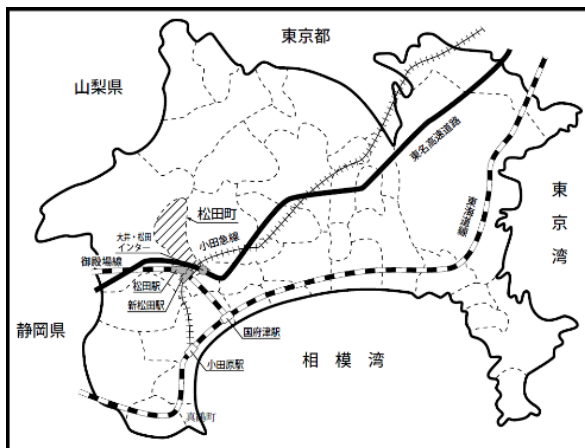 東京都
山梨県
東名高速道路
松田町
大井・松田
インター
小田急線
東海道線
東京湾
御殿場線
松田駅
新松田駅
静岡県
国府津駅
小田原駅
相模湾
真鶴町